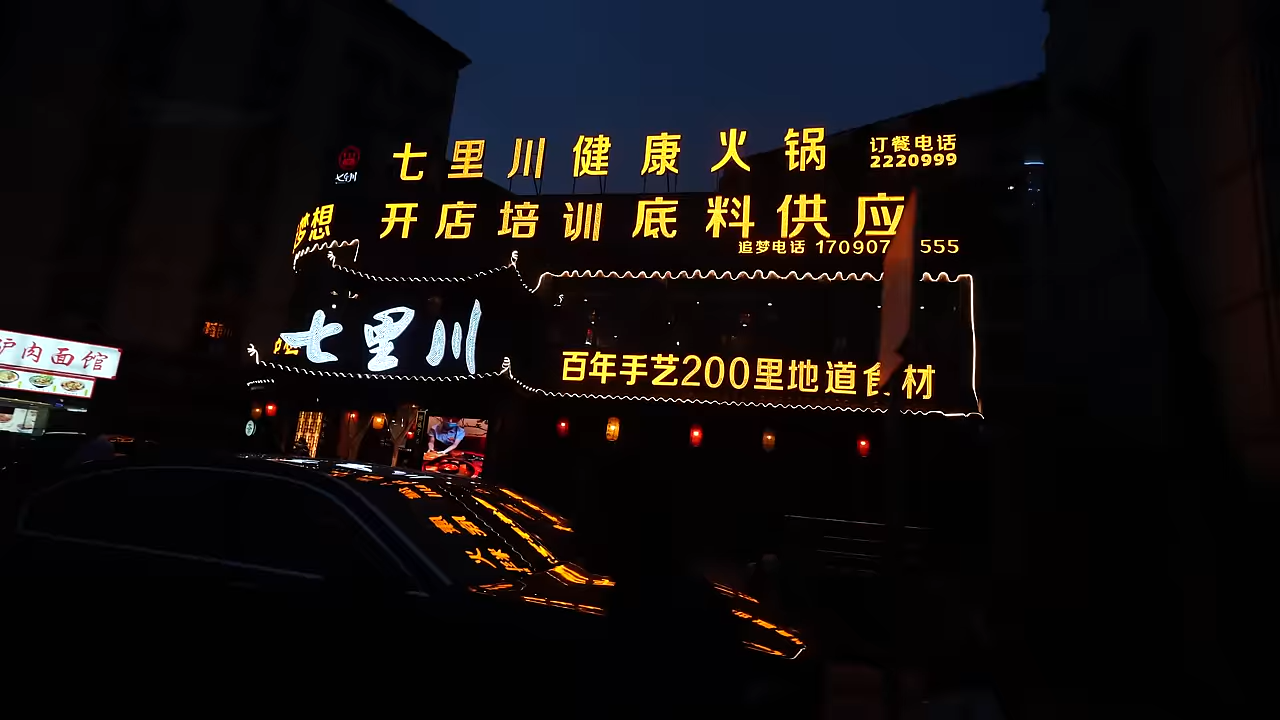 七里川健康火锅
订餐电话
2220999
梦想
开店培训底料供应
追梦电话 170907 555
七里川
百年手艺200里地道食材
驴肉面馆